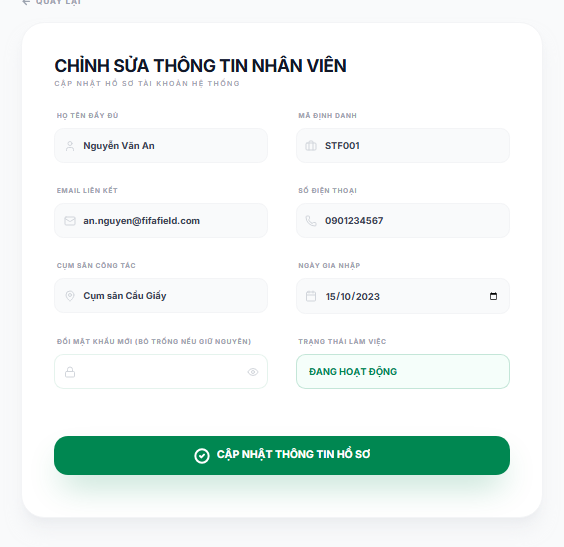 ← QUAY LẠI
CHỈNH SỬA THÔNG TIN NHÂN VIÊN
CẬP NHẬT HỒ SƠ TÀI KHOẢN HỆ THỐNG
HỌ TÊN ĐẦY ĐỦ
MÃ ĐỊNH DANH
Nguyễn Văn An
STF001
EMAIL LIÊN KẾT
SỐ ĐIỆN THOẠI
an.nguyen@fifafield.com
0901234567
CỤM SÂN CÔNG TÁC
NGÀY GIA NHẬP
Cụm sân Cầu Giấy
15/10/2023
ĐỔI MẬT KHẨU MỚI (BỎ TRỐNG NẾU GIỮ NGUYÊN)
TRẠNG THÁI LÀM VIỆC
ĐANG HOẠT ĐỘNG
CẬP NHẬT THÔNG TIN HỒ SƠ